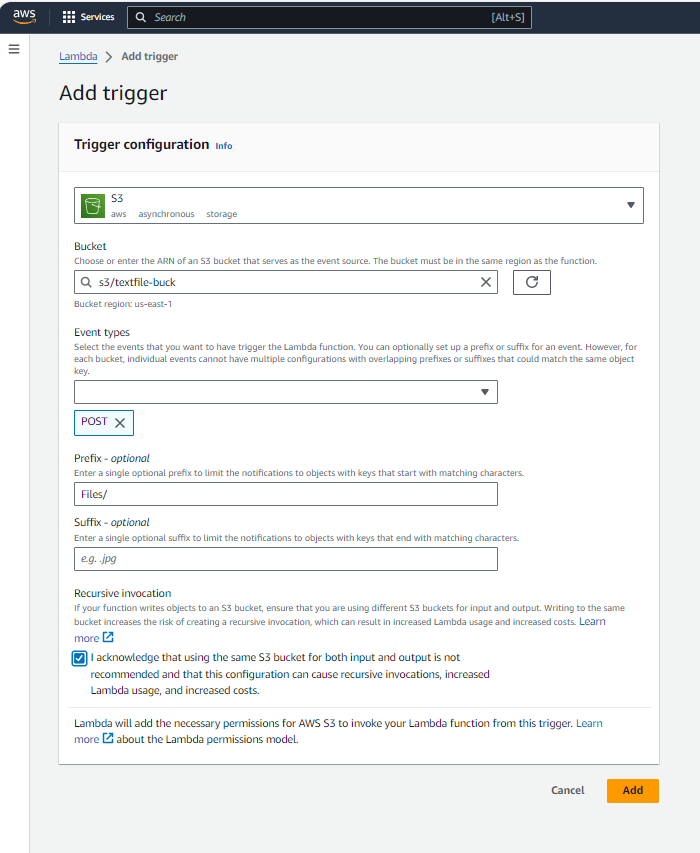 aws Services Search [Alt+S]
Lambda > Add trigger
Add trigger
Trigger configuration Info
S3
aws asynchronous storage
Bucket
Choose or enter the ARN of an S3 bucket that serves as the event source. The bucket must be in the same region as the function.
s3/textfile-buck
Bucket region: us-east-1
Event types
Select the events that you want to have trigger the Lambda function. You can optionally set up a prefix or suffix for an event. However, for
each bucket, individual events cannot have multiple configurations with overlapping prefixes or suffixes that could match the same object
key.
POST
Prefix - optional
Enter a single optional prefix to limit the notifications to objects with keys that start with matching characters.
Files/
Suffix - optional
Enter a single optional suffix to limit the notifications to objects with keys that end with matching characters.
e.g. .jpg
Recursive invocation
If your function writes objects to an S3 bucket, ensure that you are using different S3 buckets for input and output. Writing to the same
bucket increases the risk of creating a recursive invocation, which can result in increased Lambda usage and increased costs. Learn
more
I acknowledge that using the same S3 bucket for both input and output is not
recommended and that this configuration can cause recursive invocations, increased
Lambda usage, and increased costs.
Lambda will add the necessary permissions for AWS S3 to invoke your Lambda function from this trigger. Learn
more about the Lambda permissions model.
Cancel Add